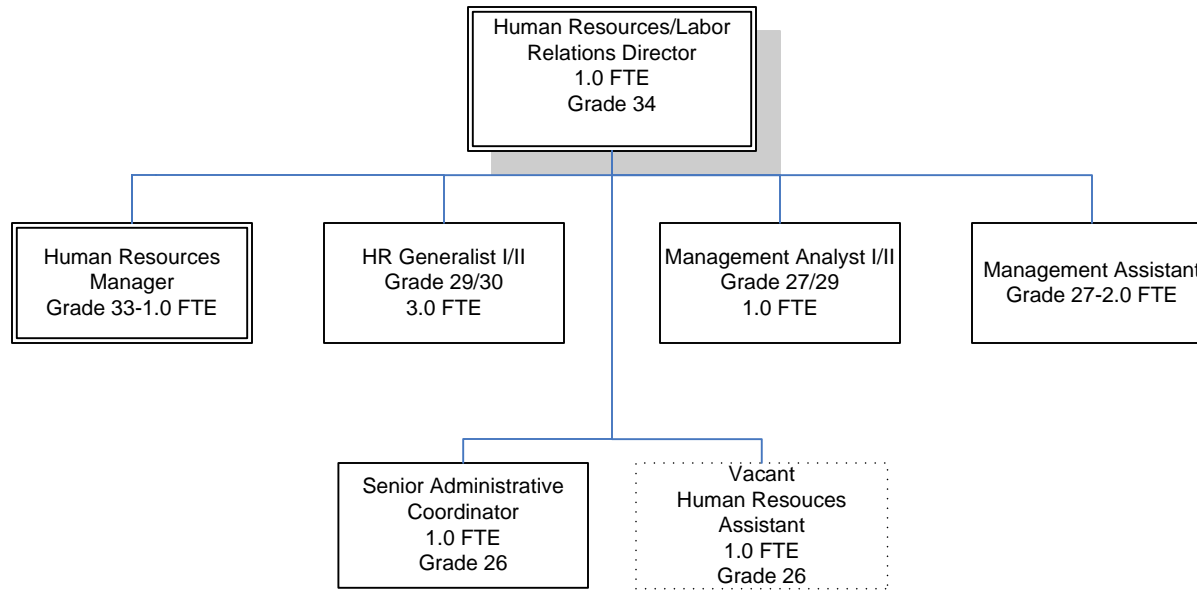 Human Resources/Labor
Relations Director
1.0 FTE
Grade 34
Human Resources
Manager
Grade 33-1.0 FTE
HR Generalist I/II
Grade 29/30
3.0 FTE
Management Analyst I/II
Grade 27/29
1.0 FTE
Management Assistant
Grade 27-2.0 FTE
Senior Administrative
Coordinator
1.0 FTE
Grade 26
Vacant
Human Resouces
Assistant
1.0 FTE
Grade 26